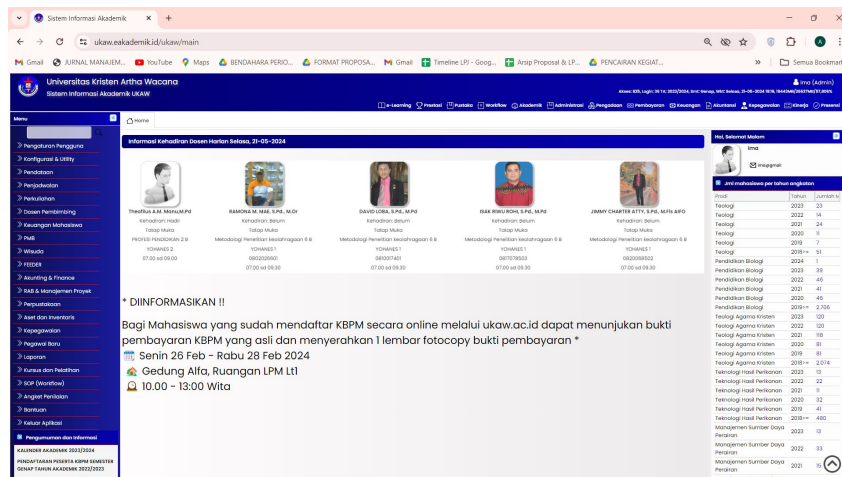 Sistem Informasi Akademik
ukaw.eakademik.id/ukaw/main
Gmail
JURNAL MANAJEM...
YouTube
Maps
BENDAHARA PERIO...
FORMAT PROPOSA...
Gmail
Timeline LPJ - Goog...
Arsip Proposal & LP...
PENCAIRAN KEGIAT...
Semua Bookmark
Universitas Kristen Artha Wacana
Sistem Informasi Akademik UKAW
Ima (Admin)
e-Learning Prestasi Pustaka Workflow Akademik Administrasi Pengadaan Pembayaran Keuangan Akuntansi Kepegawaian Kinerja Presensi
Menu
Pengaturan Pengguna
Konfigurasi & Utility
Pendataan
Penjadwalan
Perkuliahan
Dosen Pembimbing
Keuangan Mahasiswa
PMB
Wisuda
FEEDER
Akunting & Finance
RAB & Manajemen Proyek
Perpustakaan
Aset dan Inventaris
Kepegawaian
Pegawai Baru
Laporan
Kursus dan Pelatihan
SOP (Workflow)
Angket Penilaian
Bantuan
Keluar Aplikasi
Pengumuman dan Informasi
KALENDER AKADEMIK 2023/2024
PENDAFTARAN PESERTA KBPM SEMESTER
GENAP TAHUN AKADEMIK 2022/2023
Home
Informasi Kehadiran Dosen Harian Selasa, 21-05-2024
Theofilus A.M. Manu,M.Pd
Kehadiran: Hadir
Tatap Muka
PROFESI PENDIDIKAN 2 B
YOHANES 2
07.00 sd 09.00
RAMONA M. MAE, S.Pd., M.Or
Kehadiran: Belum
Tatap Muka
Metodologi Penelitian keolahragaan 6 B
YOHANES 1
0802026601
07.00 sd 09.30
DAVID LOBA, S.Pd., M.Pd
Kehadiran: Belum
Tatap Muka
Metodologi Penelitian keolahragaan 6 B
YOHANES 1
0810017401
07.00 sd 09.30
ISAK RIWU ROHI, S.Pd., M.Pd
Kehadiran: Belum
Tatap Muka
Metodologi Penelitian keolahragaan 6 B
YOHANES 1
0817078503
07.00 sd 09.30
JIMMY CHARTER ATTY, S.Pd., M.Fis AIFO
Kehadiran: Belum
Tatap Muka
Metodologi Penelitian keolahragaan 6 B
YOHANES 1
0820098502
07.00 sd 09.30
* DIINFORMASIKAN !!
Bagi Mahasiswa yang sudah mendaftar KBPM secara online melalui ukaw.ac.id dapat menunjukan bukti
pembayaran KBPM yang asli dan menyerahkan 1 lembar fotocopy bukti pembayaran *
Senin 26 Feb - Rabu 28 Feb 2024
Gedung Alfa, Ruangan LPM Lt1
10.00 - 13:00 Wita
Hai, Selamat Malam
ima
ima@gmail
Jml mahasiswa per tahun angkatan
Prodi Tahun Jumlah
Teologi 2023 23
Teologi 2022 14
Teologi 2021 24
Teologi 2020 11
Teologi 2019 7
Teologi 2018>= 51
Pendidikan Biologi 2024 1
Pendidikan Biologi 2023 39
Pendidikan Biologi 2022 46
Pendidikan Biologi 2021 41
Pendidikan Biologi 2020 46
Pendidikan Biologi 2019>= 2.706
Teologi Agama Kristen 2023 120
Teologi Agama Kristen 2022 120
Teologi Agama Kristen 2021 116
Teologi Agama Kristen 2020 81
Teologi Agama Kristen 2019 81
Teologi Agama Kristen 2018>= 2.074
Teknologi Hasil Perikanan 2023 13
Teknologi Hasil Perikanan 2022 22
Teknologi Hasil Perikanan 2021 11
Teknologi Hasil Perikanan 2020 32
Teknologi Hasil Perikanan 2019 41
Teknologi Hasil Perikanan 2018>= 480
Manajemen Sumber Daya Perairan 2023 13
Manajemen Sumber Daya Perairan 2022 33
Manajemen Sumber Daya Perairan 2021 15